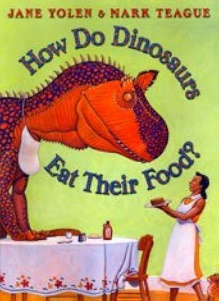 JANE YOLEN & MARK TEAGUE
How Do Dinosaurs
Eat Their Food?